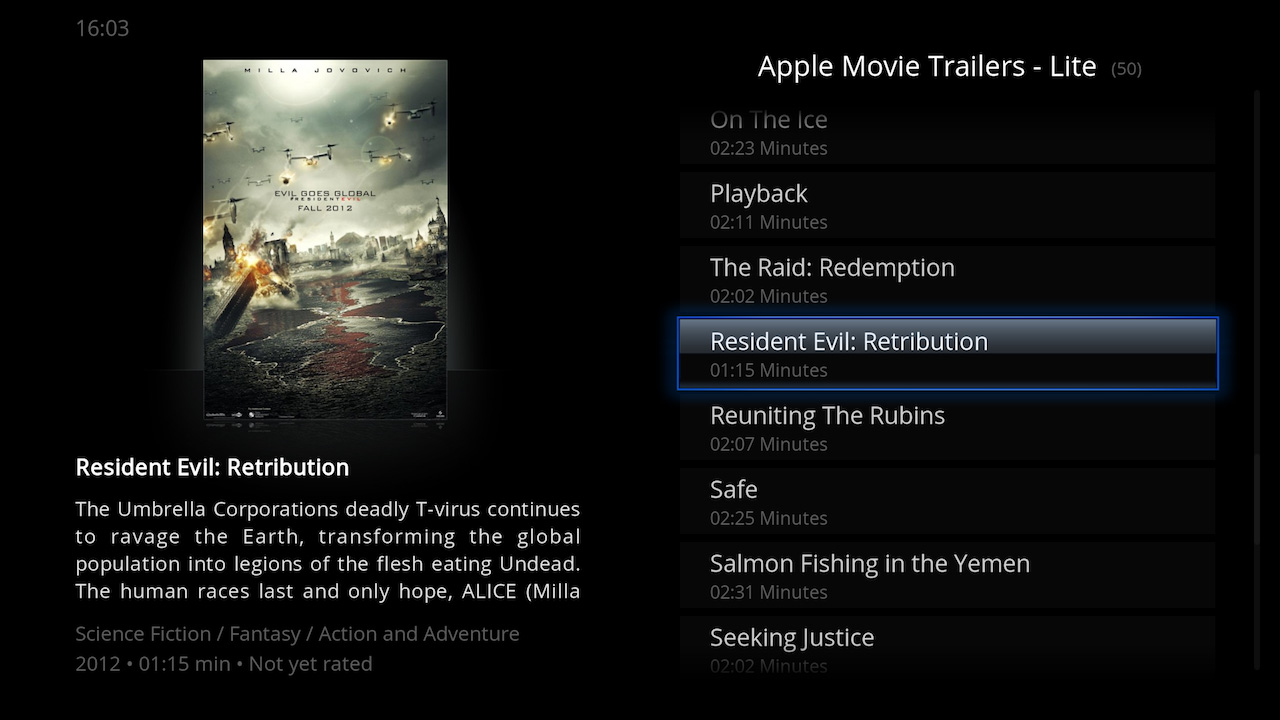 16:03
MILLA JOVOVICH
EVIL GOES GLOBAL
RESIDENT EVIL
FALL 2012
Resident Evil: Retribution
The Umbrella Corporations deadly T-virus continues
to ravage the Earth, transforming the global
population into legions of the flesh eating Undead.
The human races last and only hope, ALICE (Milla
Science Fiction / Fantasy / Action and Adventure
2012 • 01:15 min • Not yet rated
Apple Movie Trailers - Lite (50)
On The Ice
02:23 Minutes
Playback
02:11 Minutes
The Raid: Redemption
02:02 Minutes
Resident Evil: Retribution
01:15 Minutes
Reuniting The Rubins
02:07 Minutes
Safe
02:25 Minutes
Salmon Fishing in the Yemen
02:31 Minutes
Seeking Justice
02:02 Minutes